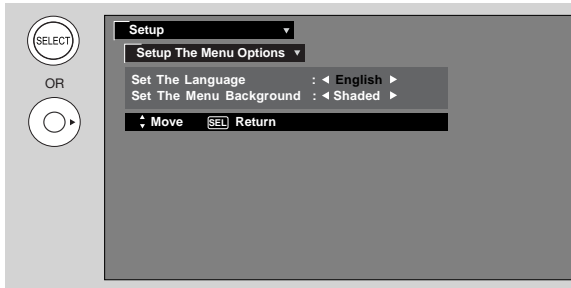 SELECT
OR
Setup
Setup The Menu Options
Set The Language : English
Set The Menu Background : Shaded
Move SEL Return